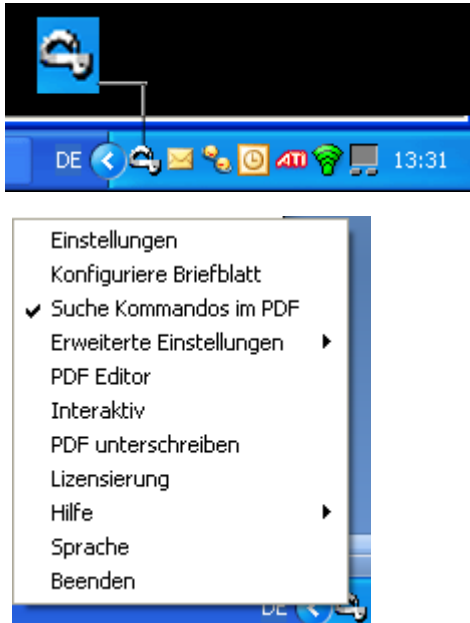 DE ATI 13:31
Einstellungen
Konfiguriere Briefblatt
Suche Kommandos im PDF
Erweiterte Einstellungen
PDF Editor
Interaktiv
PDF unterschreiben
Lizensierung
Hilfe
Sprache
Beenden
DE